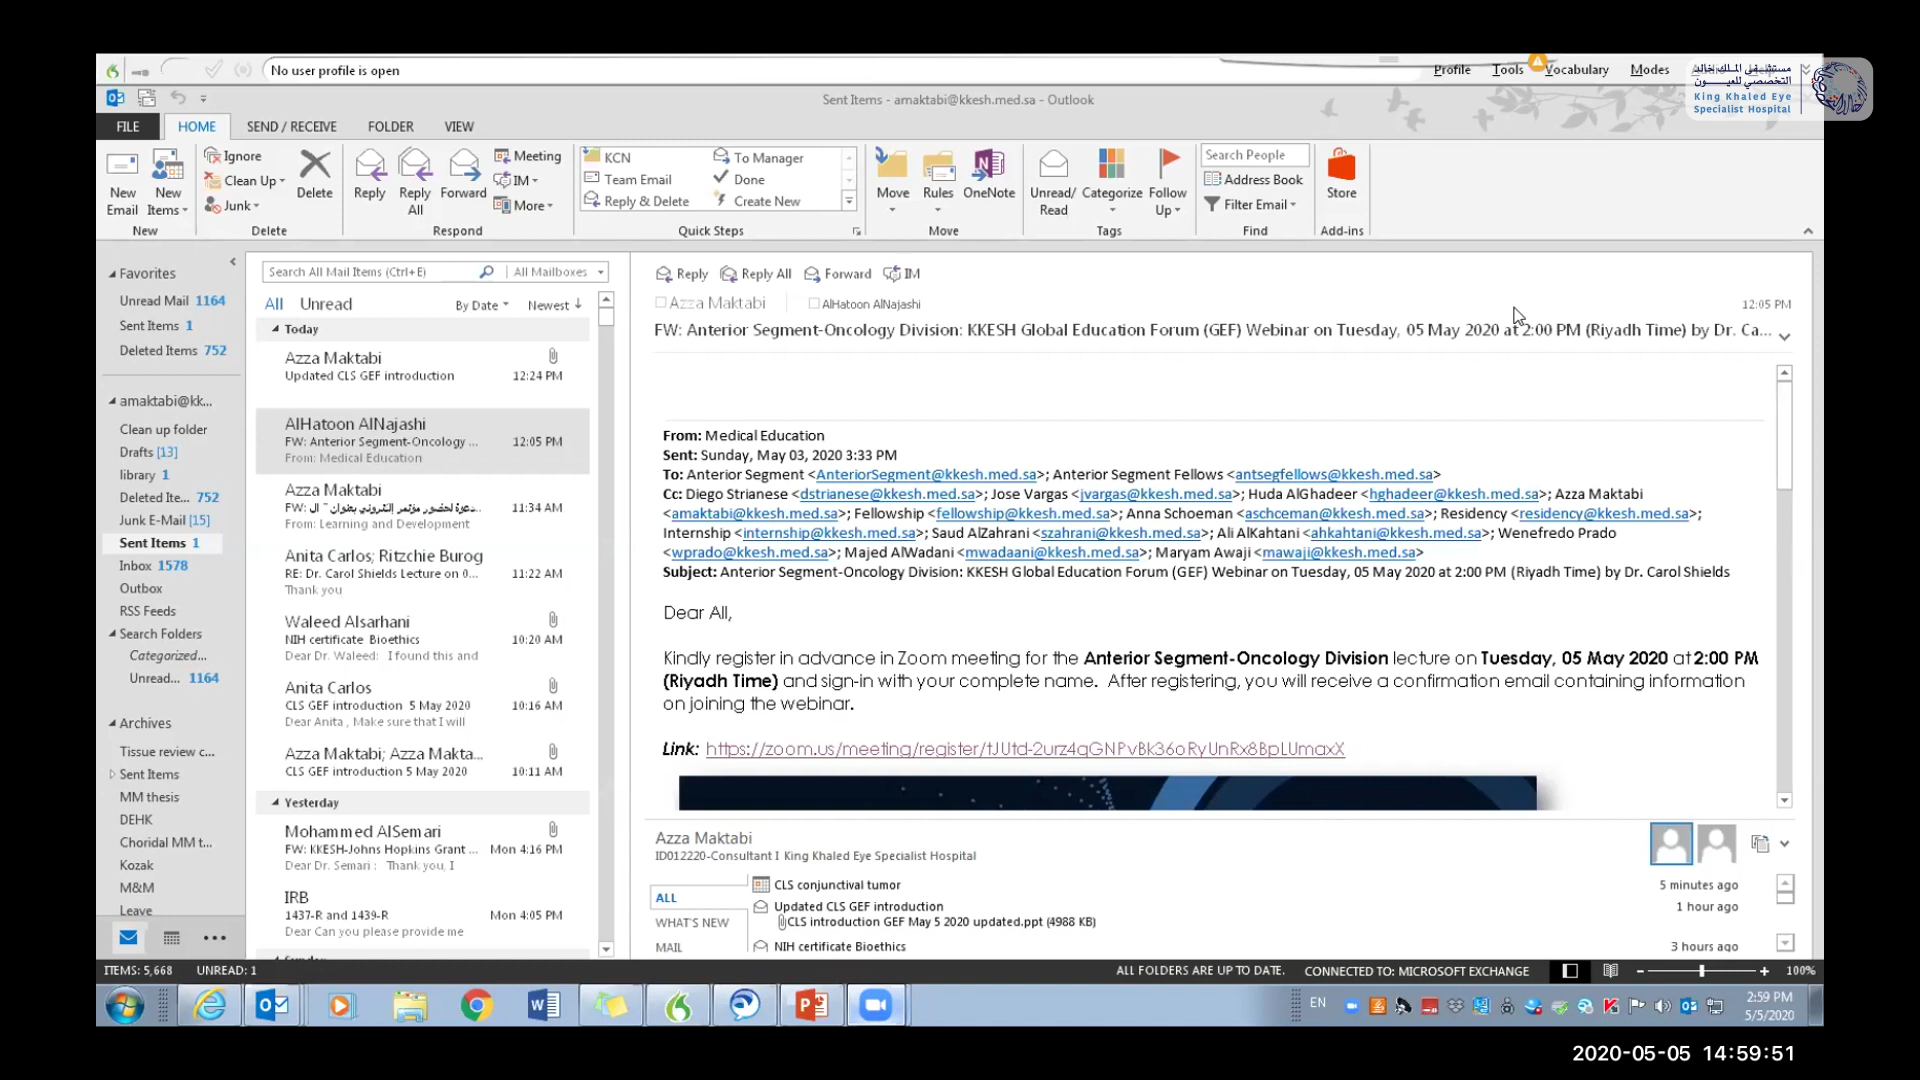 No user profile is open
Profile Tools Vocabulary Modes
مستشفى الملك خالد
التخصصي للعيون
King Khaled Eye
Specialist Hospital
Sent Items - amaktabi@kkesh.med.sa - Outlook
FILE HOME SEND / RECEIVE FOLDER VIEW
New Email
New Items
New
Ignore
Clean Up
Junk
Delete
Delete
Reply
Reply All
Forward
Meeting
IM
More
Respond
KCN
Team Email
Reply & Delete
To Manager
Done
Create New
Quick Steps
Move
Rules
OneNote
Move
Unread/ Read
Categorize
Follow Up
Tags
Search People
Address Book
Filter Email
Find
Store
Add-ins
Favorites
Unread Mail 1164
Sent Items 1
Deleted Items 752
amaktabi@kk...
Clean up folder
Drafts [13]
library 1
Deleted Ite... 752
Junk E-Mail [15]
Sent Items 1
Inbox 1578
Outbox
RSS Feeds
Search Folders
Categorized...
Unread... 1164
Archives
Tissue review c...
Sent Items
MM thesis
DEHK
Choridal MM t...
Kozak
M&M
Leave
Search All Mail Items (Ctrl+E) All Mailboxes
All Unread By Date Newest
Today
Azza Maktabi
Updated CLS GEF introduction 12:24 PM
AlHatoon AlNajashi
FW: Anterior Segment-Oncology ... 12:05 PM
From: Medical Education
Azza Maktabi
FW: دعوة لحضور مؤتمر إلكتروني بعنوان " ال... 11:34 AM
From: Learning and Development
Anita Carlos; Ritzchie Burog
RE: Dr. Carol Shields Lecture on 0... 11:22 AM
Thank you
Waleed Alsarhani
NIH certificate Bioethics 10:20 AM
Dear Dr. Waleed: I found this and
Anita Carlos
CLS GEF introduction 5 May 2020 10:16 AM
Dear Anita , Make sure that I will
Azza Maktabi; Azza Makta...
CLS GEF introduction 5 May 2020 10:11 AM
Yesterday
Mohammed AlSemari
FW: KKESH-Johns Hopkins Grant ... Mon 4:16 PM
Dear Dr. Semari : Thank you, I
IRB
1437-R and 1439-R Mon 4:05 PM
Dear Can you please provide me
Reply Reply All Forward IM
Azza Maktabi AlHatoon AlNajashi 12:05 PM
FW: Anterior Segment-Oncology Division: KKESH Global Education Forum (GEF) Webinar on Tuesday, 05 May 2020 at 2:00 PM (Riyadh Time) by Dr. Ca...
From: Medical Education
Sent: Sunday, May 03, 2020 3:33 PM
To: Anterior Segment <AnteriorSegment@kkesh.med.sa>; Anterior Segment Fellows <antsegfellows@kkesh.med.sa>
Cc: Diego Strianese <dstrianese@kkesh.med.sa>; Jose Vargas <jvargas@kkesh.med.sa>; Huda AlGhadeer <hghadeer@kkesh.med.sa>; Azza Maktabi
<amaktabi@kkesh.med.sa>; Fellowship <fellowship@kkesh.med.sa>; Anna Schoeman <aschceman@kkesh.med.sa>; Residency <residency@kkesh.med.sa>;
Internship <internship@kkesh.med.sa>; Saud AlZahrani <szahrani@kkesh.med.sa>; Ali AlKahtani <ahkahtani@kkesh.med.sa>; Wenefredo Prado
<wprado@kkesh.med.sa>; Majed AlWadani <mwadaani@kkesh.med.sa>; Maryam Awaji <mawaji@kkesh.med.sa>
Subject: Anterior Segment-Oncology Division: KKESH Global Education Forum (GEF) Webinar on Tuesday, 05 May 2020 at 2:00 PM (Riyadh Time) by Dr. Carol Shields
Dear All,
Kindly register in advance in Zoom meeting for the Anterior Segment-Oncology Division lecture on Tuesday, 05 May 2020 at 2:00 PM
(Riyadh Time) and sign-in with your complete name. After registering, you will receive a confirmation email containing information
on joining the webinar.
Link: https://zoom.us/meeting/register/tJUtd-2urz4qGNPvBk36oRyUnRx8BpLUmaxX
Azza Maktabi
ID012220-Consultant I King Khaled Eye Specialist Hospital
ALL
WHAT'S NEW
MAIL
CLS conjunctival tumor 5 minutes ago
Updated CLS GEF introduction 1 hour ago
CLS introduction GEF May 5 2020 updated.ppt (4988 KB)
NIH certificate Bioethics 3 hours ago
ITEMS: 5,668 UNREAD: 1 ALL FOLDERS ARE UP TO DATE. CONNECTED TO: MICROSOFT EXCHANGE 100%
EN 2:59 PM
5/5/2020
2020-05-05 14:59:51